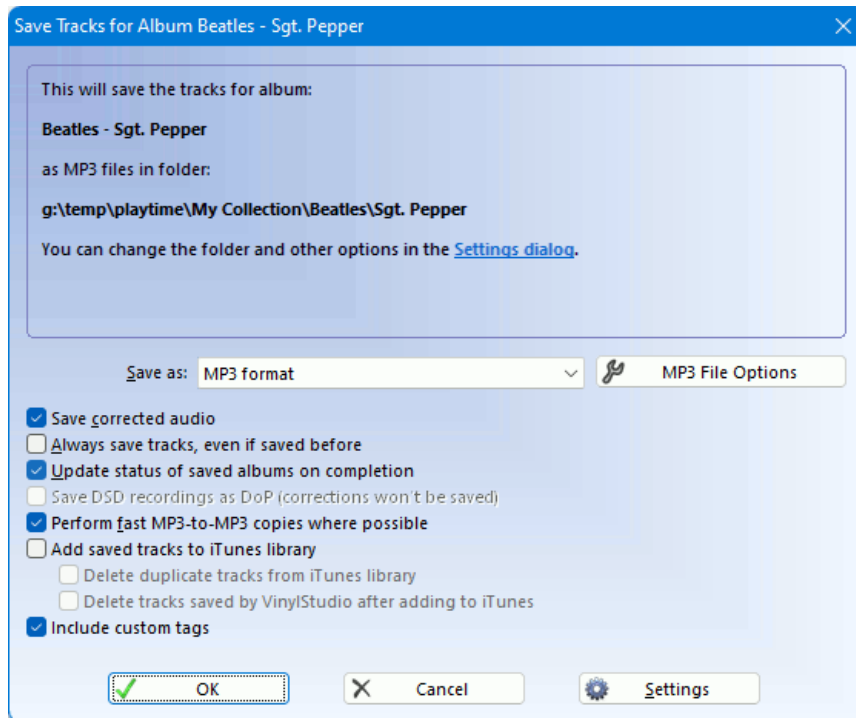 Save Tracks for Album Beatles - Sgt. Pepper
This will save the tracks for album:
Beatles - Sgt. Pepper
as MP3 files in folder:
g:\temp\playtime\My Collection\Beatles\Sgt. Pepper
You can change the folder and other options in the Settings dialog.
Save as: MP3 format MP3 File Options
Save corrected audio
Always save tracks, even if saved before
Update status of saved albums on completion
Save DSD recordings as DoP (corrections won't be saved)
Perform fast MP3-to-MP3 copies where possible
Add saved tracks to iTunes library
Delete duplicate tracks from iTunes library
Delete tracks saved by VinylStudio after adding to iTunes
Include custom tags
OK Cancel Settings